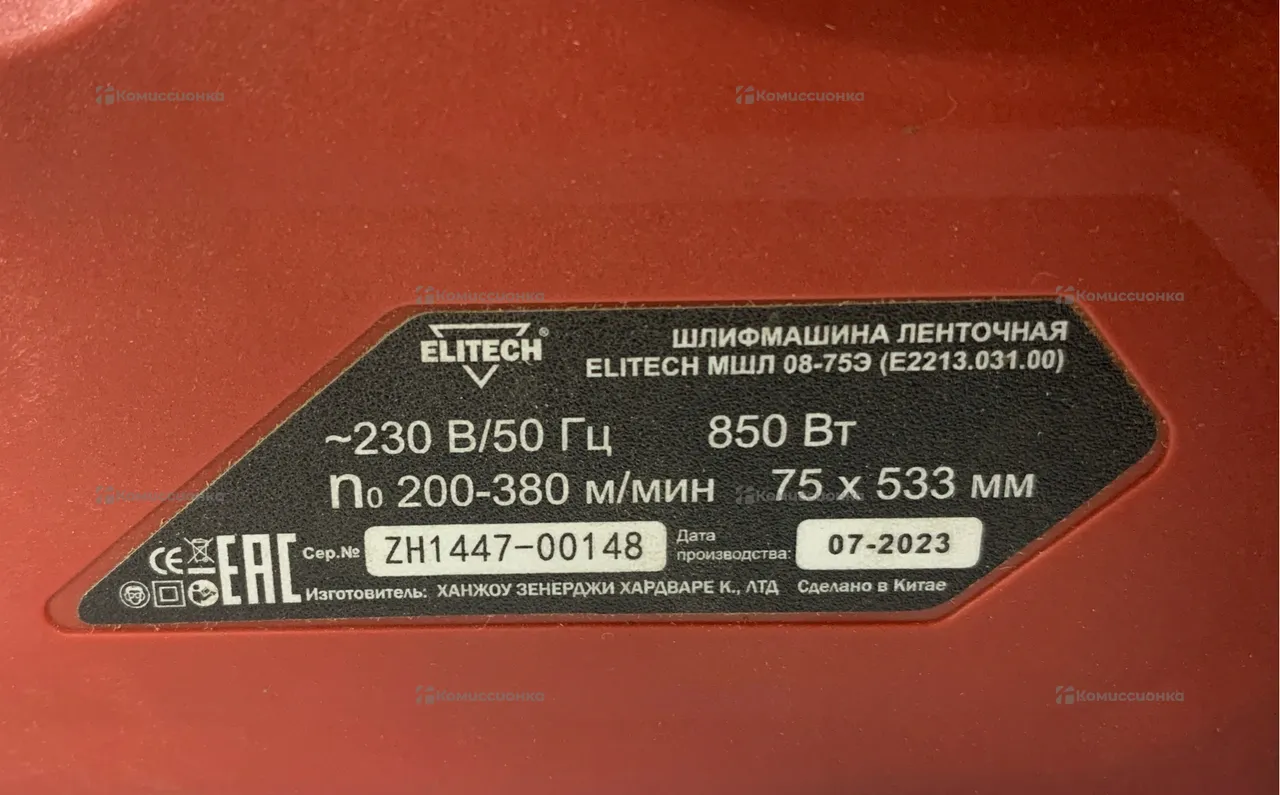 Комиссионка
Комиссионка
Комиссионка
Комиссионка
ELITECH®
ШЛИФМАШИНА ЛЕНТОЧНАЯ
ELITECH МШЛ 08-75Э (E2213.031.00)
~230 В/50 Гц 850 Вт
n₀ 200-380 м/мин 75 x 533 мм
Комиссионка
Комиссионка
CE EAC Сер.№ ZH1447-00148 Дата производства: 07-2023
Изготовитель: ХАНЖОУ ЗЕНЕРДЖИ ХАРДВАРЕ К., ЛТД Сделано в Китае
Комиссионка
Комиссионка